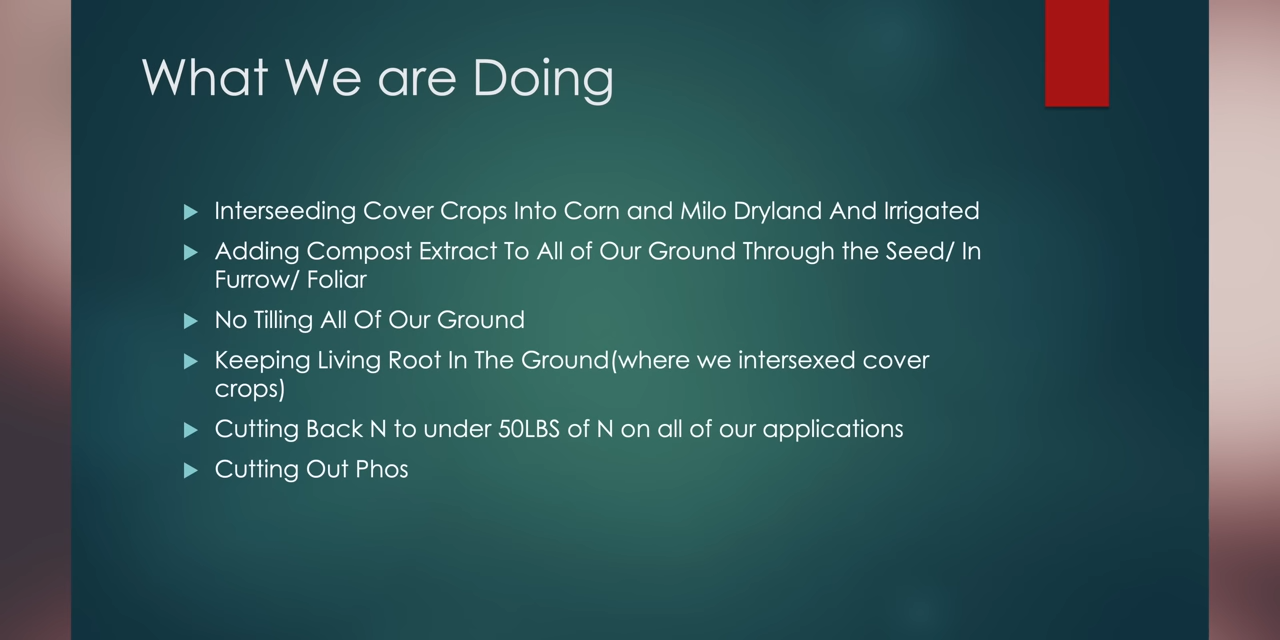 What We are Doing
Interseeding Cover Crops Into Corn and Milo Dryland And Irrigated
Adding Compost Extract To All of Our Ground Through the Seed/ In
Furrow/ Foliar
No Tilling All Of Our Ground
Keeping Living Root In The Ground(where we intersexed cover
crops)
Cutting Back N to under 50LBS of N on all of our applications
Cutting Out Phos